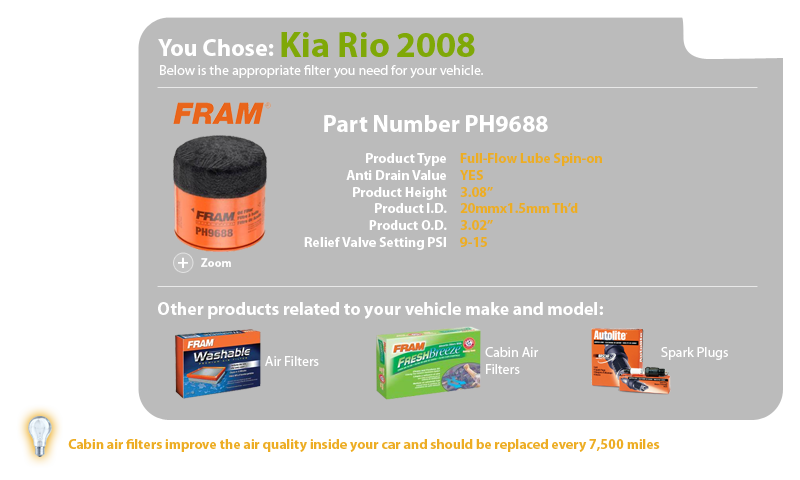 You Chose: Kia Rio 2008
Below is the appropriate filter you need for your vehicle.
FRAM®
Part Number PH9688
Product Type Full-Flow Lube Spin-on
Anti Drain Value YES
Product Height 3.08"
Product I.D. 20mmx1.5mm Th'd
Product O.D. 3.02"
Relief Valve Setting PSI 9-15
FRAM
PH9688
Zoom
Other products related to your vehicle make and model:
FRAM
Washable
Air Filters
FRAM
FRESHbreeze
Cabin Air
Filters
Autolite
Spark Plugs
Cabin air filters improve the air quality inside your car and should be replaced every 7,500 miles